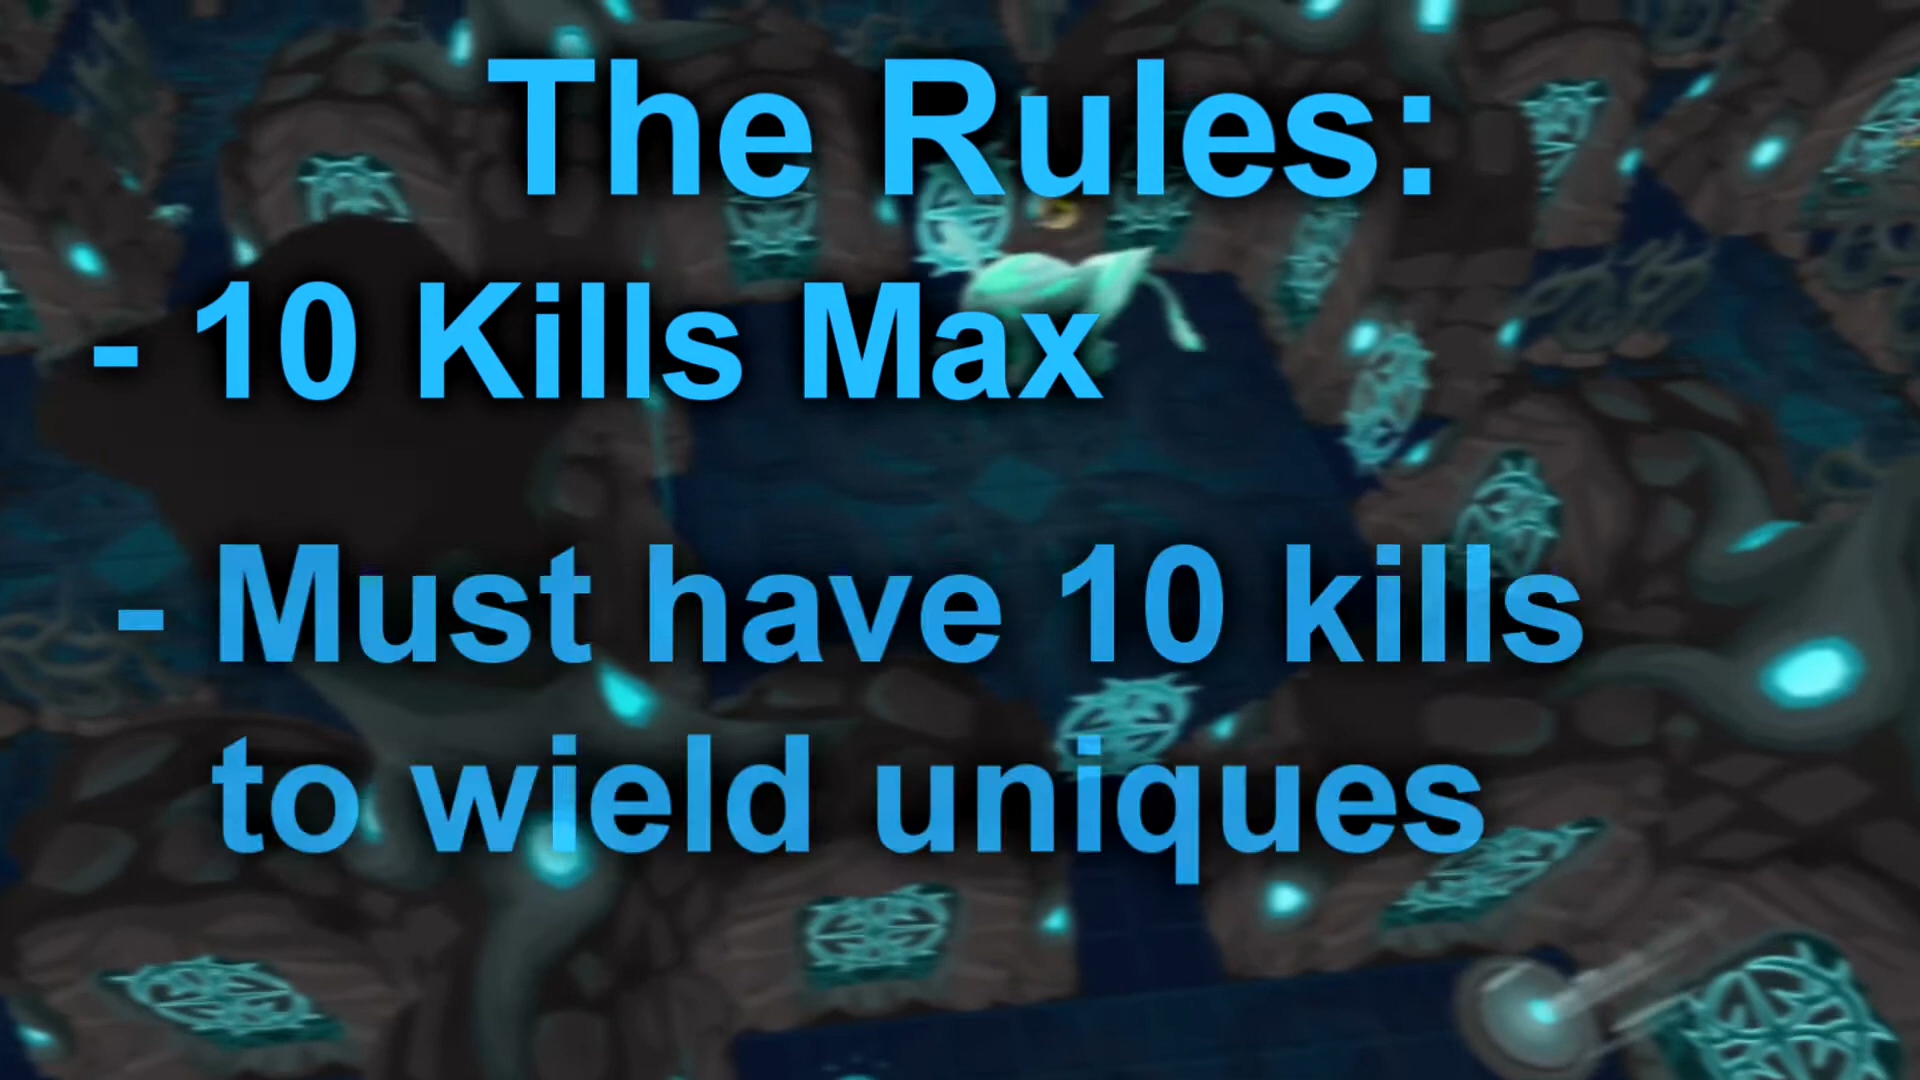 The Rules:
- 10 Kills Max
- Must have 10 kills
to wield uniques